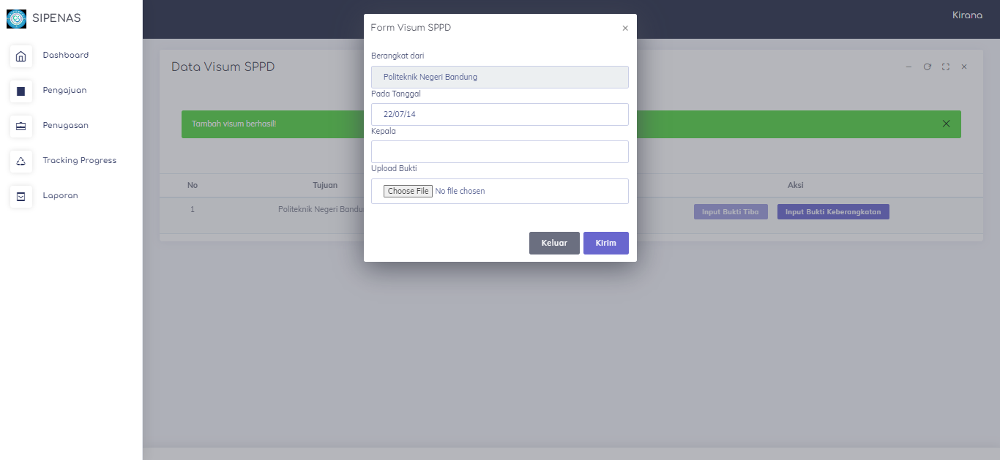 SIPENAS
Kirana
Dashboard
Pengajuan
Penugasan
Tracking Progress
Laporan
Data Visum SPPD
Tambah visum berhasil!
No Tujuan Aksi
1 Politeknik Negeri Input Bukti Tiba Input Bukti Keberangkatan
Form Visum SPPD ×
Berangkat dari
Politeknik Negeri Bandung
Pada Tanggal
22/07/14
Kepala
Upload Bukti
Choose File No file chosen
Keluar Kirim